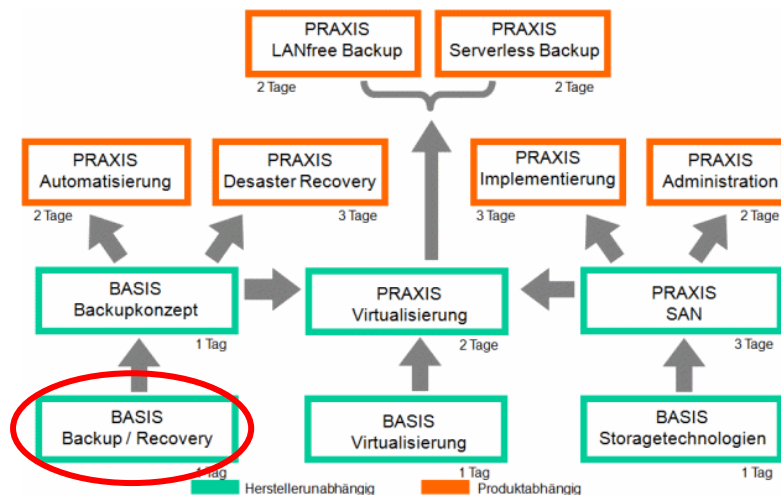 PRAXIS
LANfree Backup
2 Tage
PRAXIS
Serverless Backup
2 Tage
PRAXIS
Automatisierung
2 Tage
PRAXIS
Desaster Recovery
3 Tage
PRAXIS
Implementierung
3 Tage
PRAXIS
Administration
2 Tage
BASIS
Backupkonzept
1 Tag
PRAXIS
Virtualisierung
2 Tage
PRAXIS
SAN
3 Tage
BASIS
Backup / Recovery
1 Tag
BASIS
Virtualisierung
1 Tag
BASIS
Storagetechnologien
1 Tag
Herstellerunabhängig
Produktabhängig